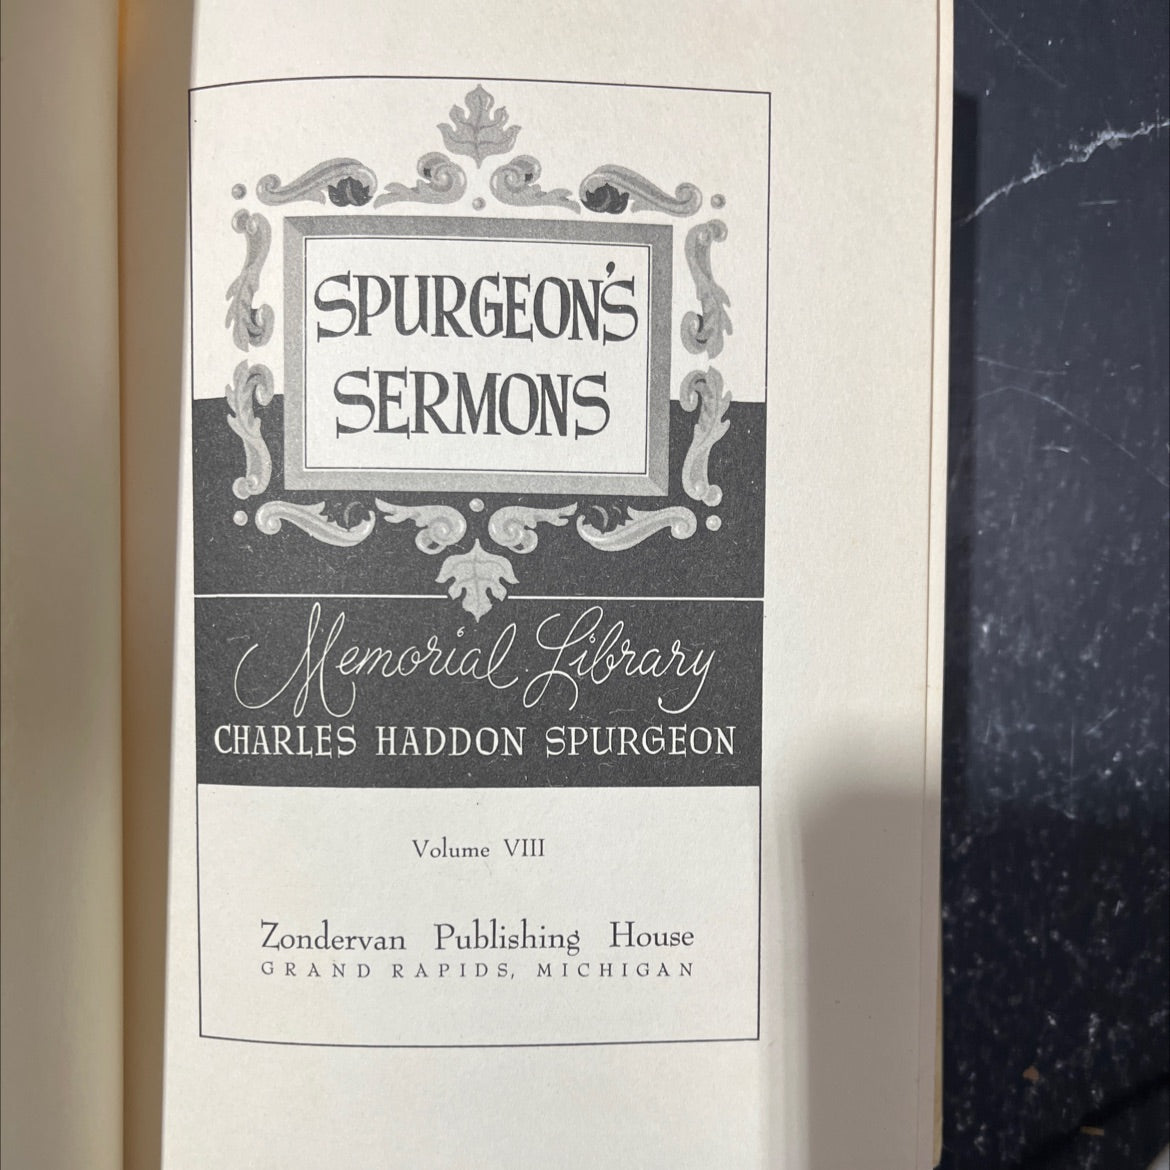 SPURGEON'S
SERMONS
Memorial Library
CHARLES HADDON SPURGEON
Volume VIII
Zondervan Publishing House
GRAND RAPIDS, MICHIGAN